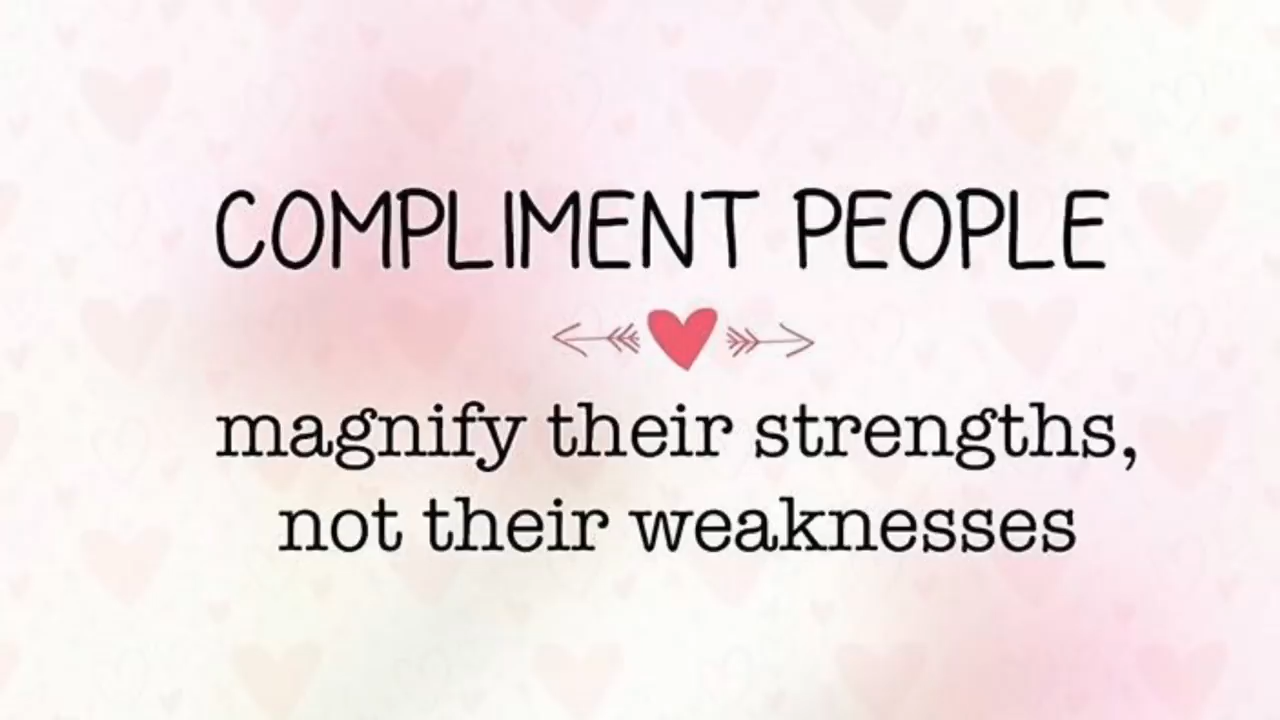 COMPLIMENT PEOPLE
magnify their strengths,
not their weaknesses